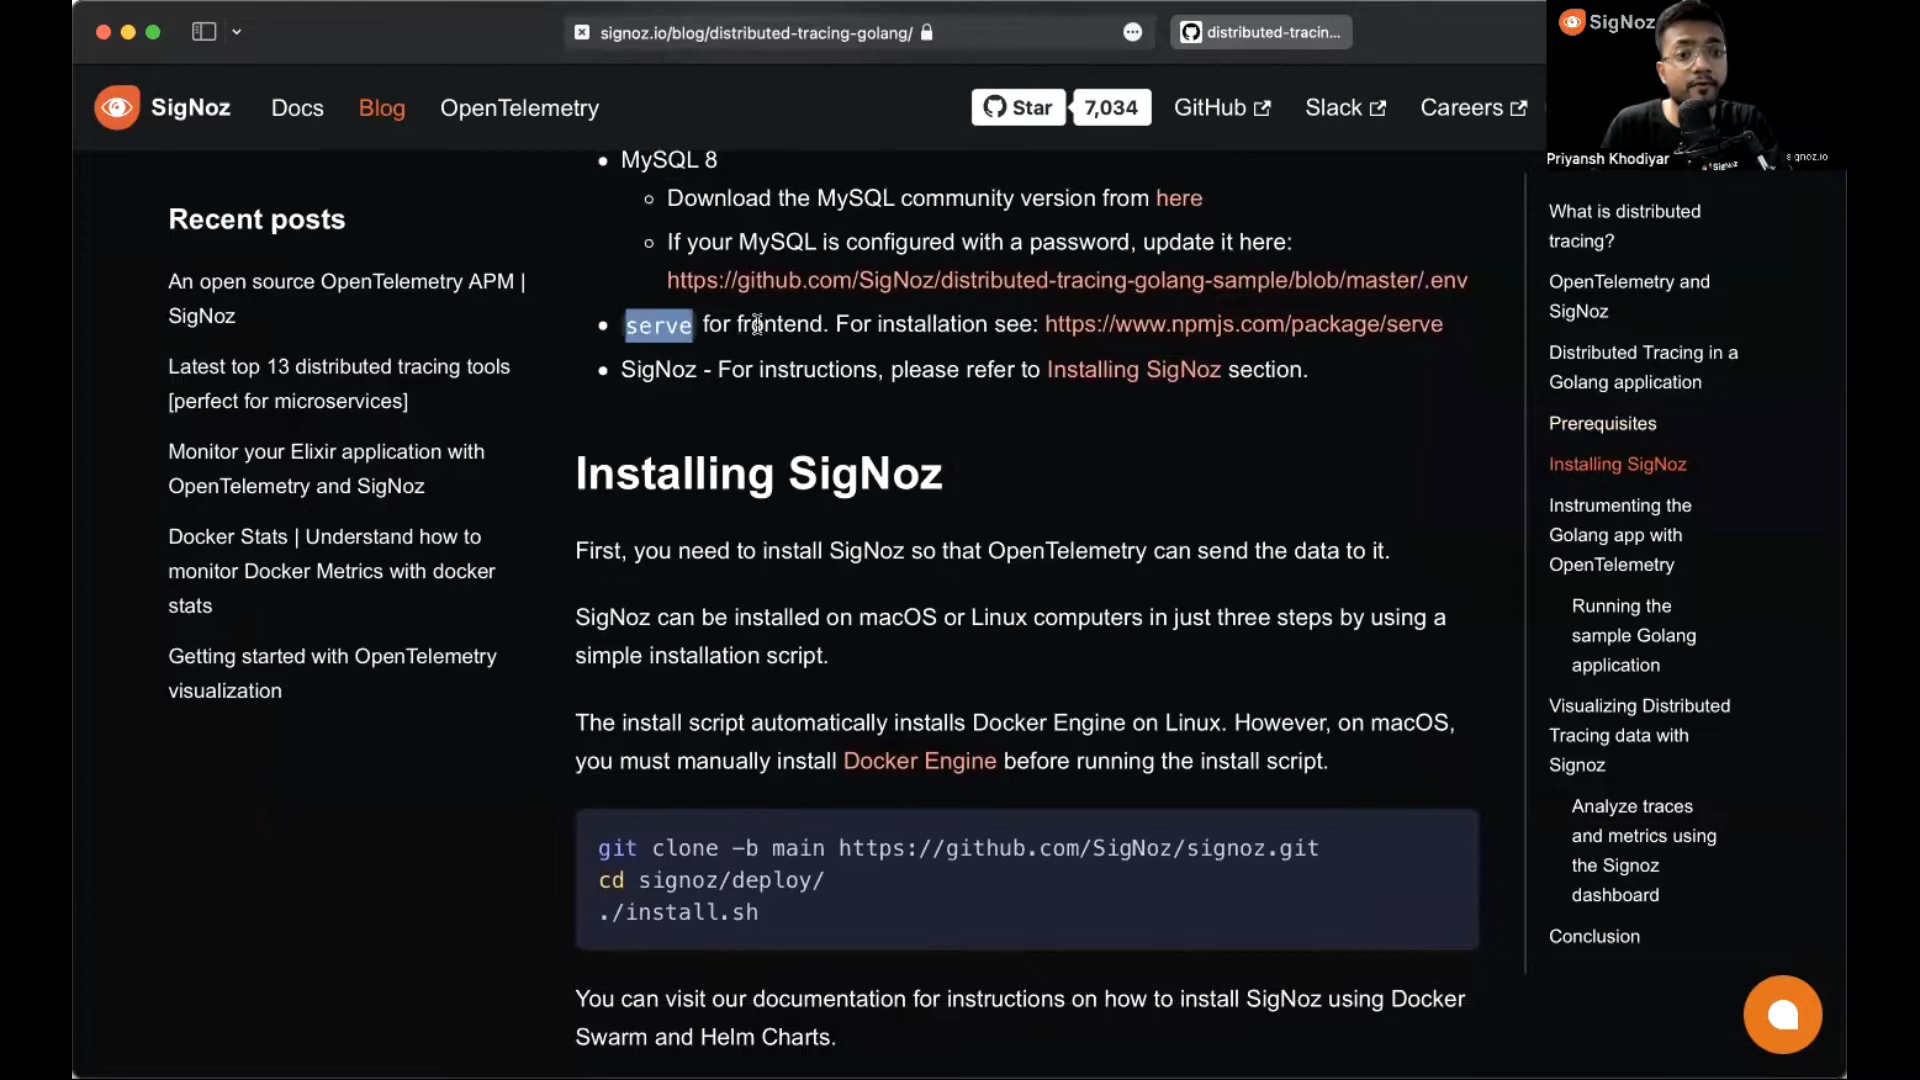 signoz.io/blog/distributed-tracing-golang/
distributed-tracin...
SigNoz
SigNoz
Docs
Blog
OpenTelemetry
Star
7,034
GitHub
Slack
Careers
Priyansh Khodiyar
SigNoz
signoz.io
Recent posts
An open source OpenTelemetry APM |
SigNoz
Latest top 13 distributed tracing tools
[perfect for microservices]
Monitor your Elixir application with
OpenTelemetry and SigNoz
Docker Stats | Understand how to
monitor Docker Metrics with docker
stats
Getting started with OpenTelemetry
visualization
MySQL 8
Download the MySQL community version from here
If your MySQL is configured with a password, update it here:
https://github.com/SigNoz/distributed-tracing-golang-sample/blob/master/.env
serve for frontend. For installation see: https://www.npmjs.com/package/serve
SigNoz - For instructions, please refer to Installing SigNoz section.
Installing SigNoz
First, you need to install SigNoz so that OpenTelemetry can send the data to it.
SigNoz can be installed on macOS or Linux computers in just three steps by using a
simple installation script.
The install script automatically installs Docker Engine on Linux. However, on macOS,
you must manually install Docker Engine before running the install script.
git clone -b main https://github.com/SigNoz/signoz.git
cd signoz/deploy/
./install.sh
You can visit our documentation for instructions on how to install SigNoz using Docker
Swarm and Helm Charts.
What is distributed
tracing?
OpenTelemetry and
SigNoz
Distributed Tracing in a
Golang application
Prerequisites
Installing SigNoz
Instrumenting the
Golang app with
OpenTelemetry
Running the
sample Golang
application
Visualizing Distributed
Tracing data with
Signoz
Analyze traces
and metrics using
the Signoz
dashboard
Conclusion